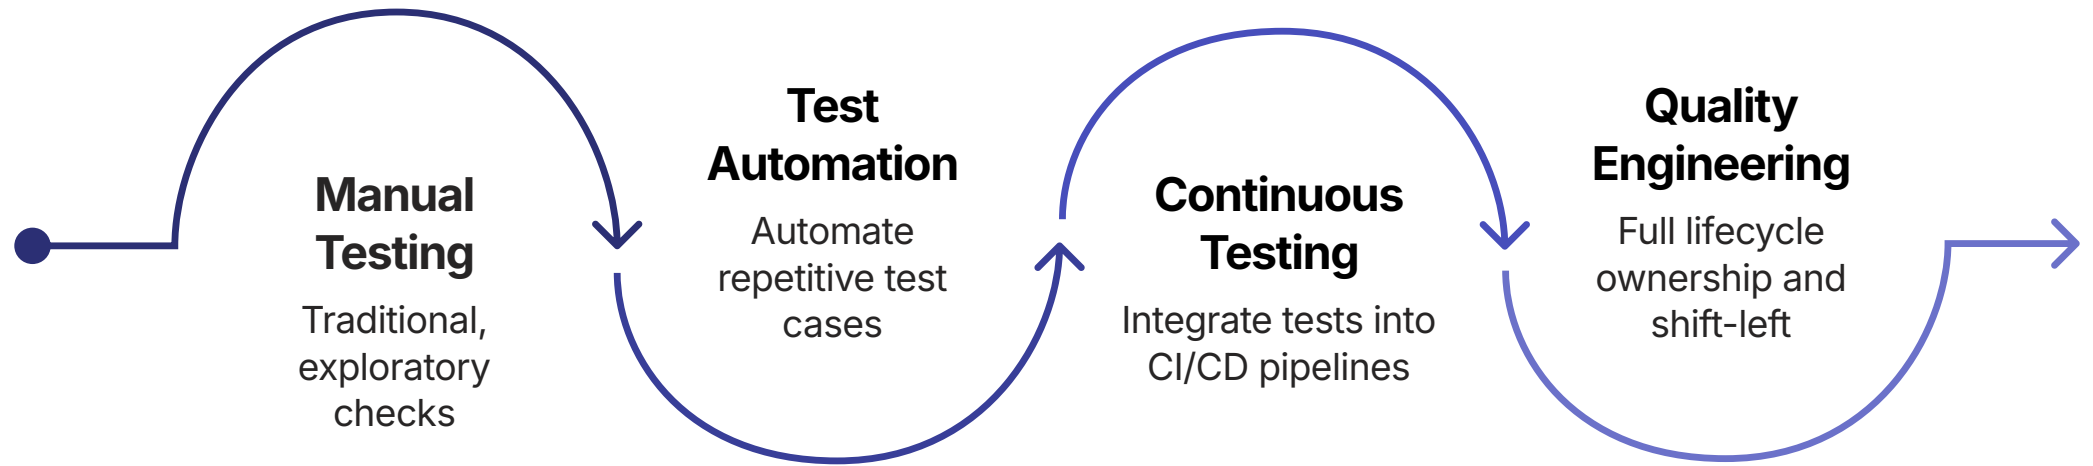 Manual
Testing
Traditional,
exploratory
checks
Test
Automation
Automate
repetitive test
cases
Continuous
Testing
Integrate tests into
CI/CD pipelines
Quality
Engineering
Full lifecycle
ownership and
shift-left